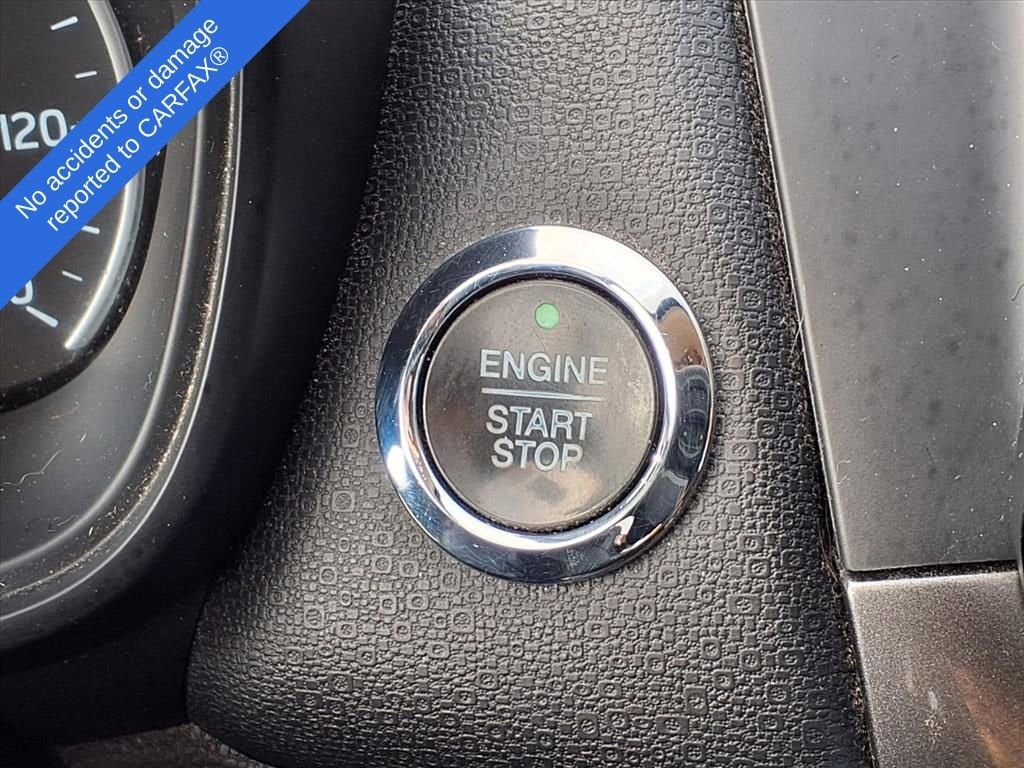 No accidents or damage
reported to CARFAX®
120
ENGINE
START
STOP